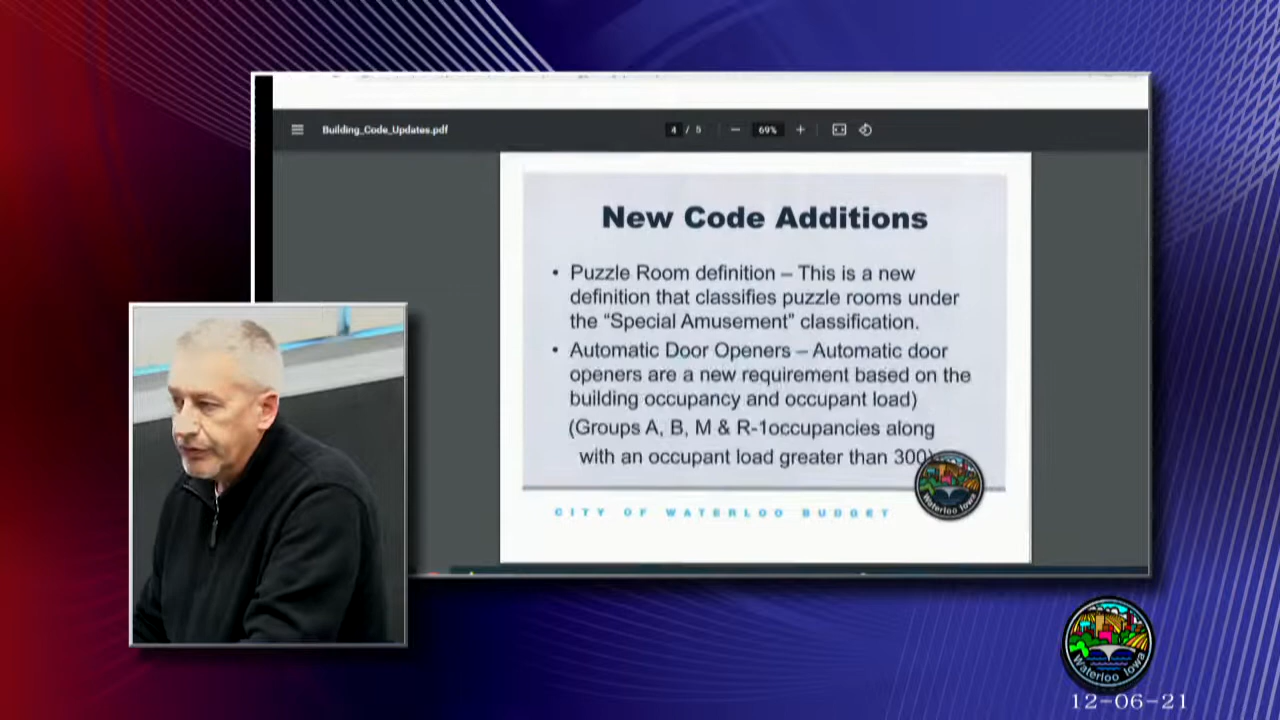 Building_Code_Updates.pdf
4 / 5
69%
New Code Additions
• Puzzle Room definition – This is a new
definition that classifies puzzle rooms under
the “Special Amusement” classification.
• Automatic Door Openers – Automatic door
openers are a new requirement based on the
building occupancy and occupant load)
(Groups A, B, M & R-1occupancies along
with an occupant load greater than 300)
CITY OF WATERLOO BUDGET
Waterloo Iowa
Waterloo Iowa
12-06-21